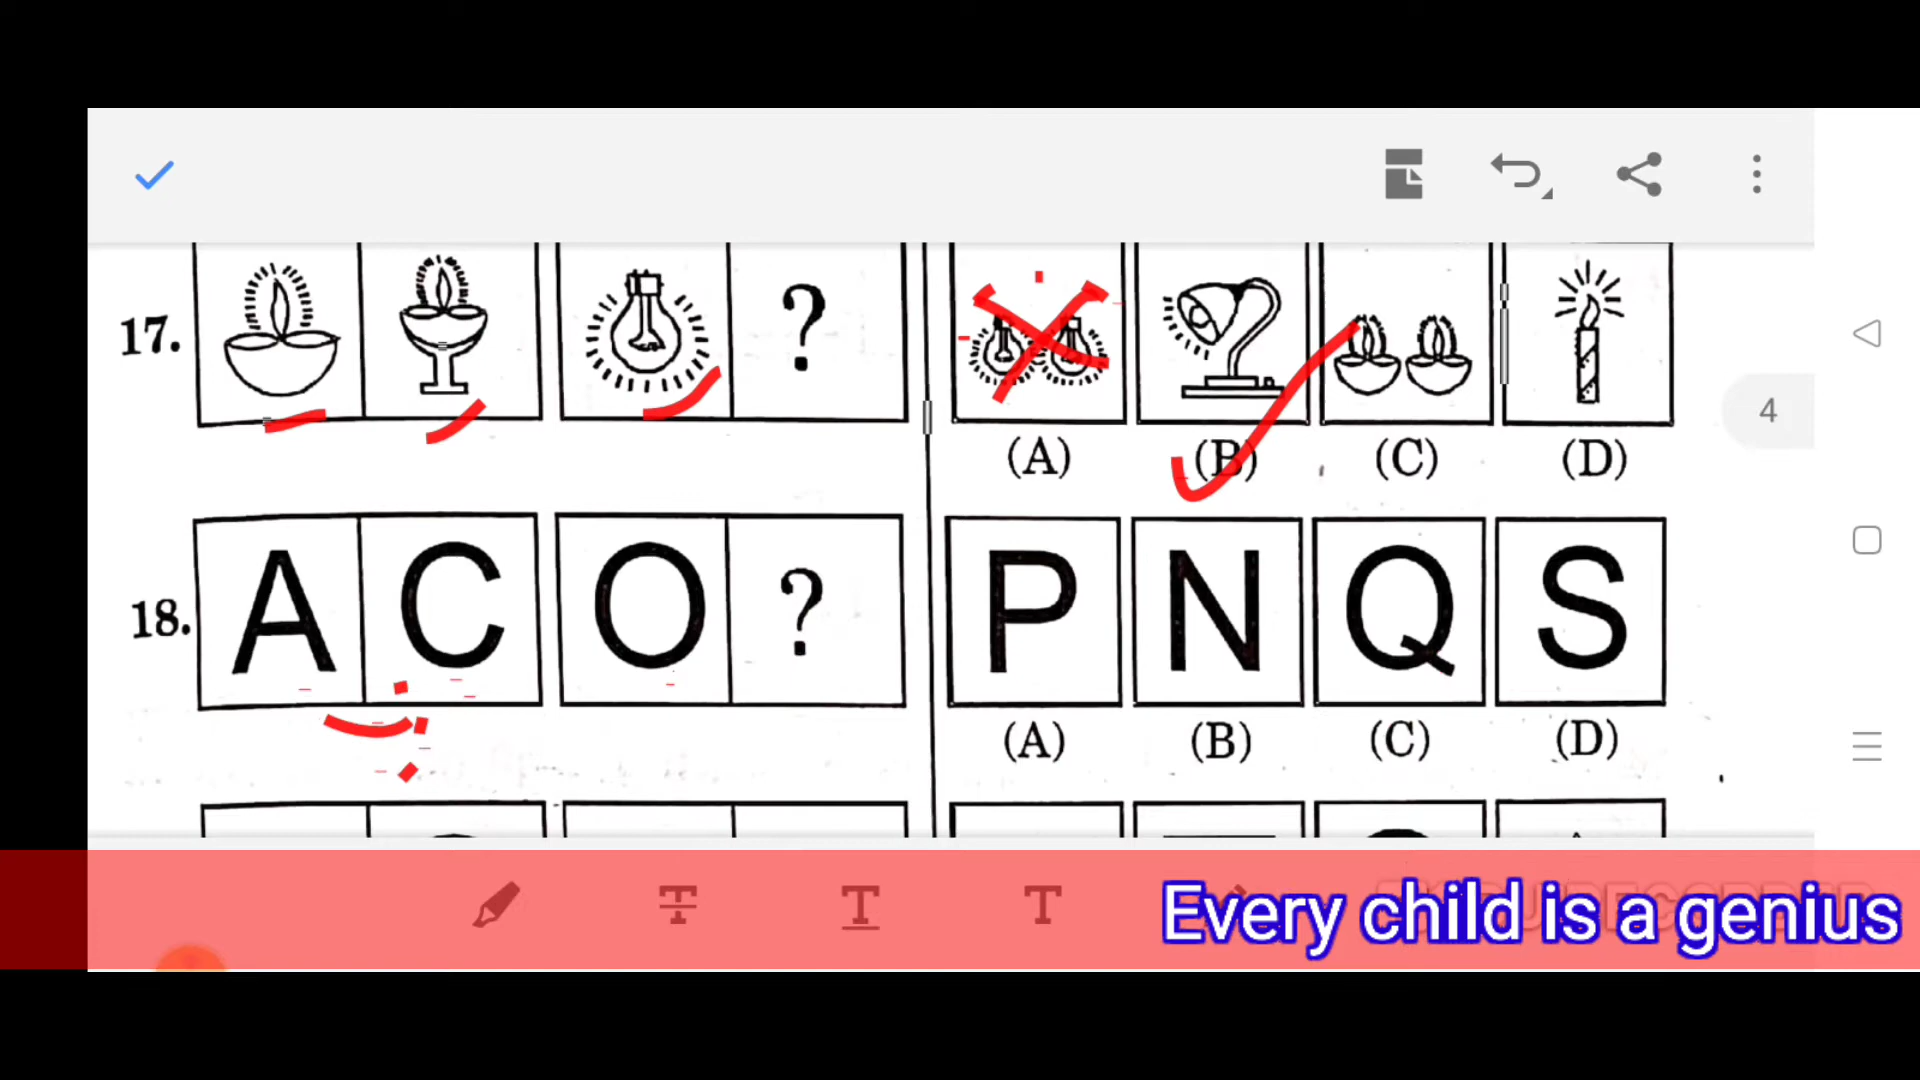 4
17. ?
(A) (B) (C) (D)
18. A C O ? P N Q S
(A) (B) (C) (D)
T T T
Every child is a genius